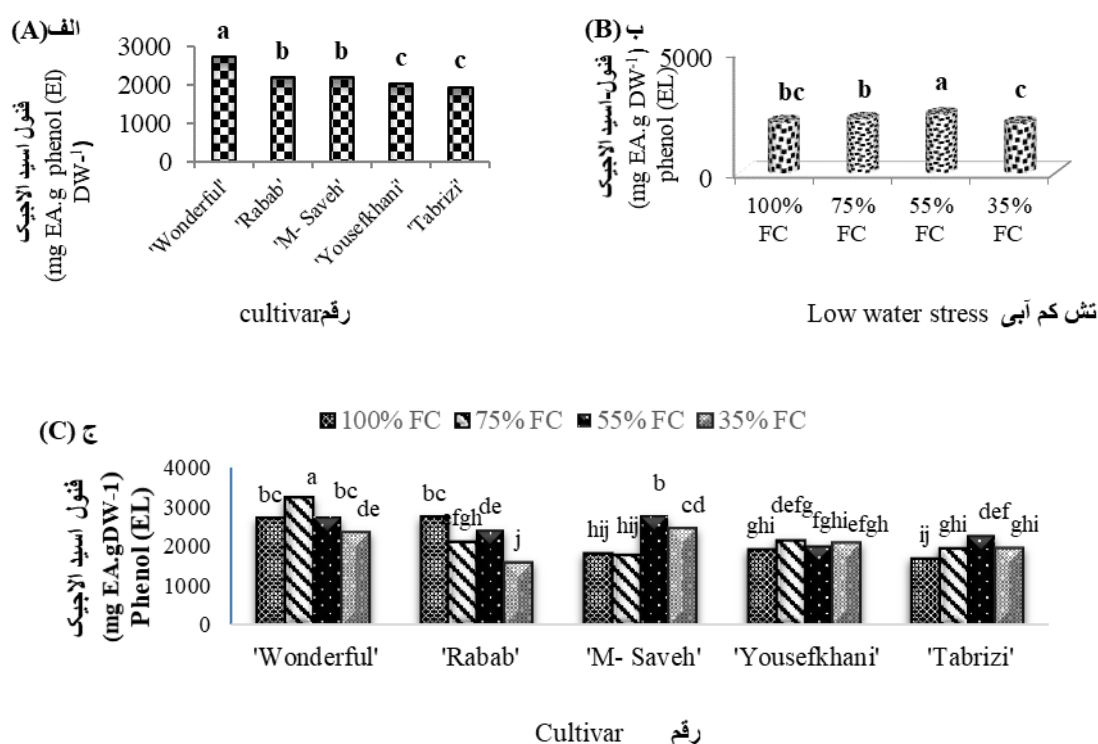 (A) الف
فنول اسید الاجیک
(mg EA.g phenol (El)
DW-1)
3000
2000
1000
0
a b b c c
'Wonderful' 'Rabab' 'M- Saveh' 'Yousefkhani' 'Tabrizi'
cultivar رقم
(B) ب
فنول-اسید الاجیک
(mg EA.g DW-1)
phenol (EL)
5000
0
bc b a c
100% 75% 55% 35%
FC FC FC FC
Low water stress تش کم آبی
(C) ج
100% FC 75% FC 55% FC 35% FC
فنول اسید الاجیک
(mg EA.gDW-1)
Phenol (EL)
4000
3000
2000
1000
0
bc a bc de bc efgh de j hij hij b cd ghi defg fghi efgh ij ghi def ghi
'Wonderful' 'Rabab' 'M- Saveh' 'Yousefkhani' 'Tabrizi'
Cultivar رقم